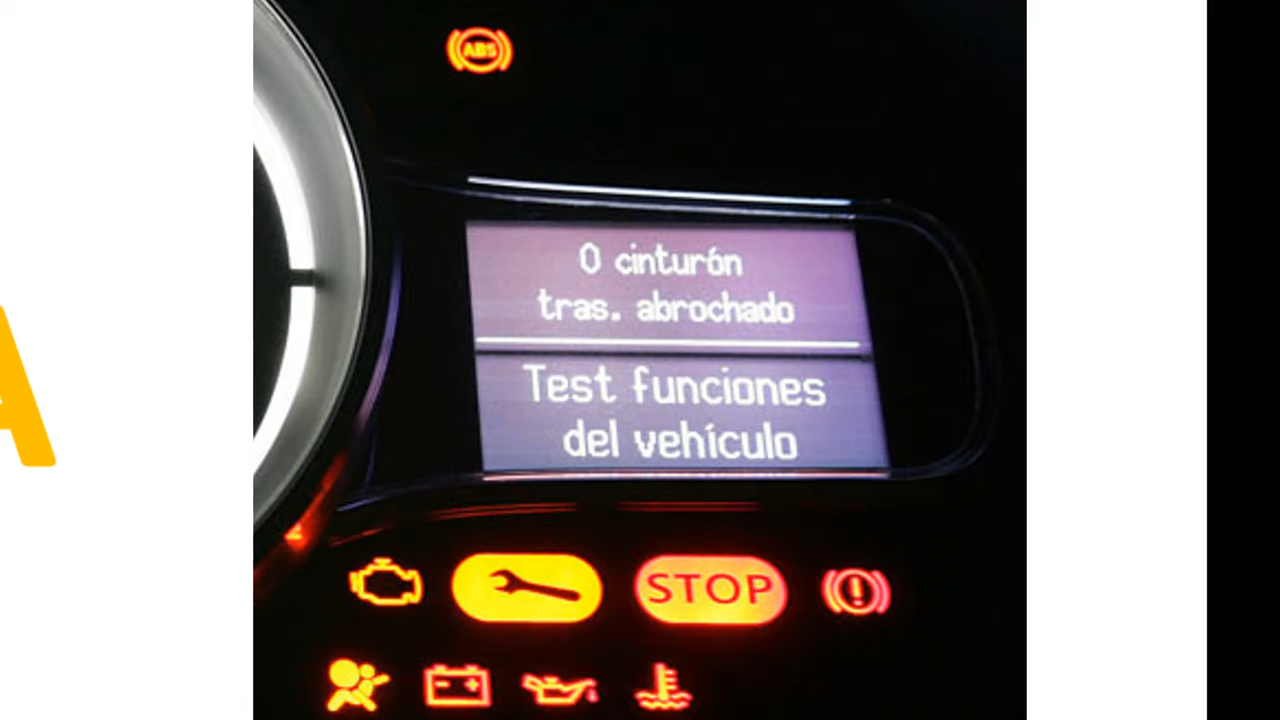 ABS
0 cinturón
tras. abrochado
Test funciones
del vehículo
STOP
A